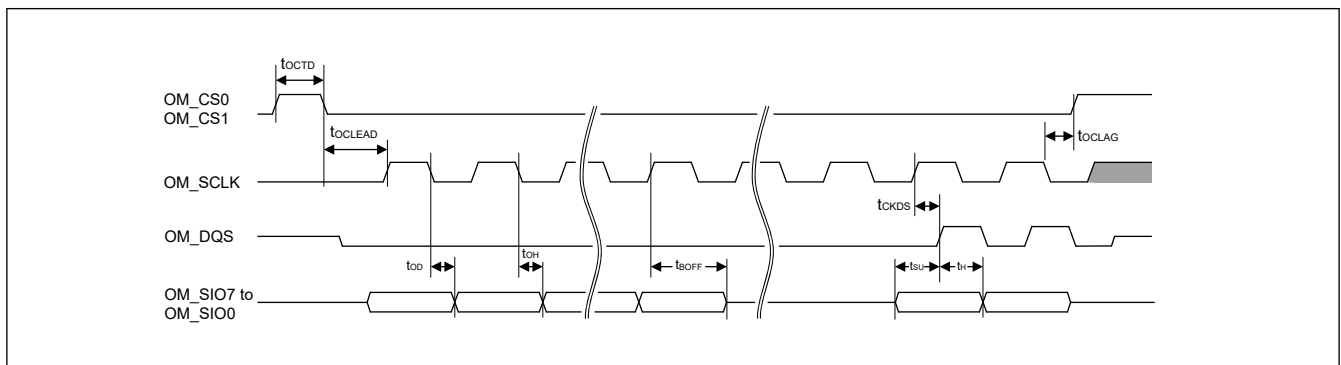 tOCTD
OM_CS0
OM_CS1
tOCLEAD
tOCLAG
OM_SCLK
tCKDS
OM_DQS
tOD
tOH
tBOFF
tSU
tH
OM_SIO7 to
OM_SIO0